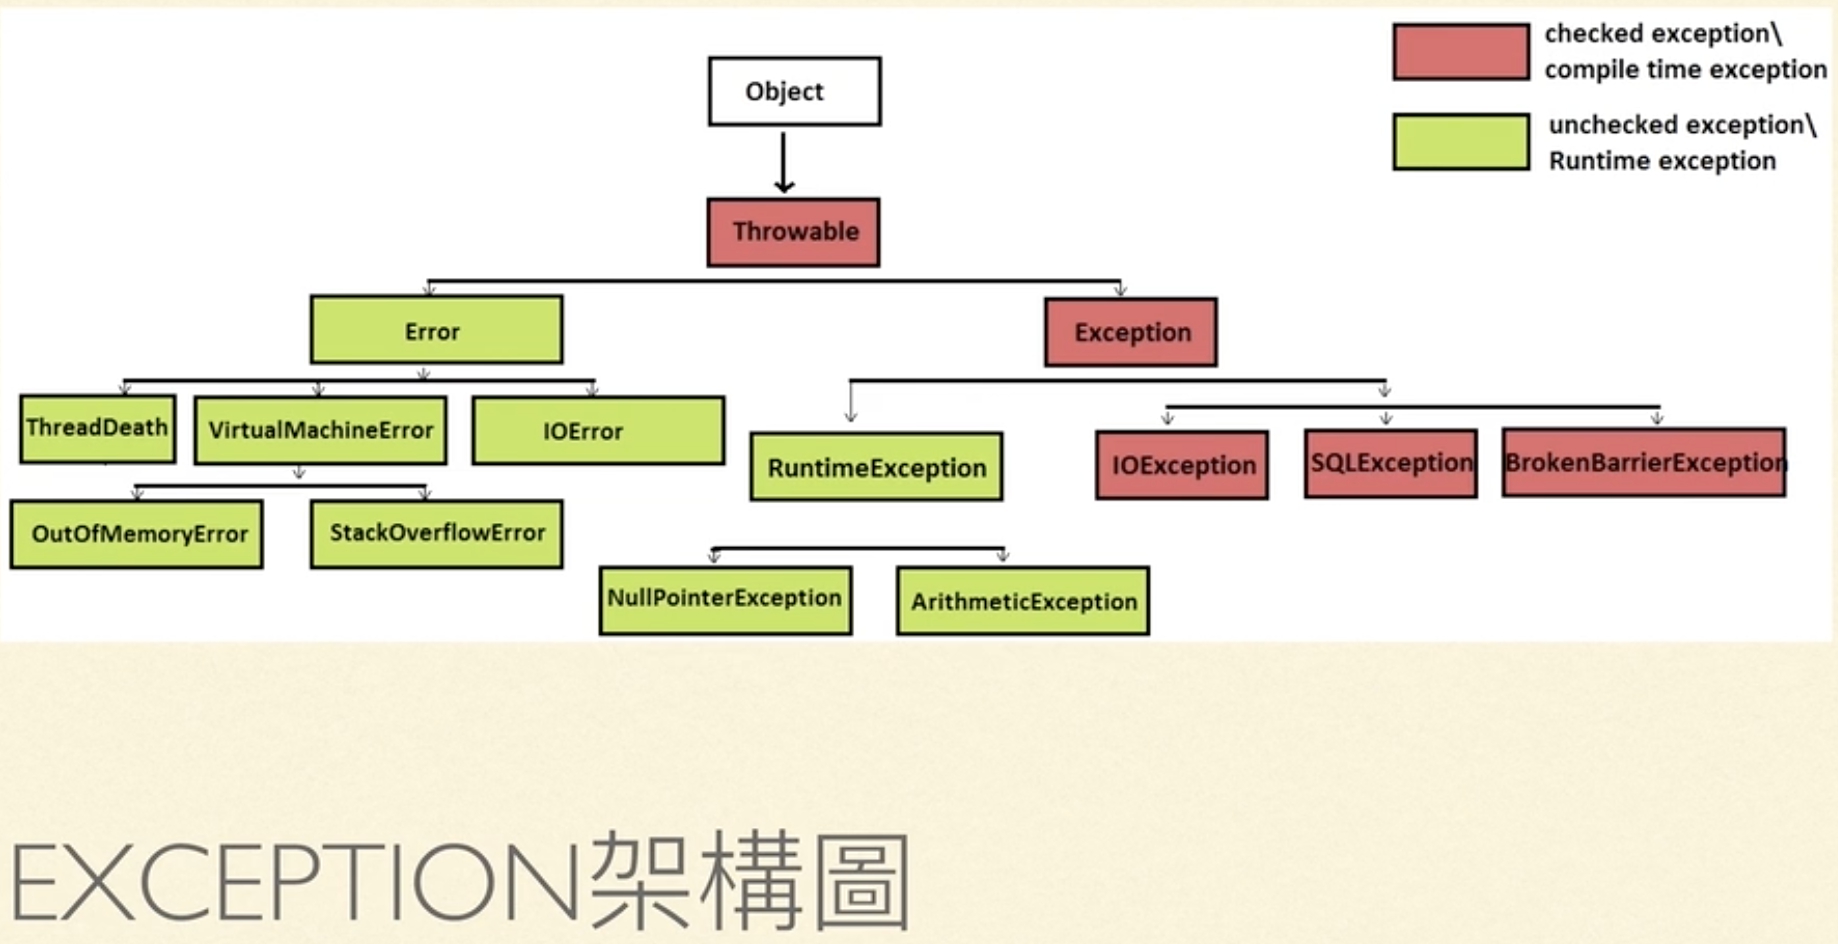 checked exception\
compile time exception
unchecked exception\
Runtime exception
Object
Throwable
Error
Exception
ThreadDeath
VirtualMachineError
IOError
RuntimeException
IOException
SQLException
BrokenBarrierException
OutOfMemoryError
StackOverflowError
NullPointerException
ArithmeticException
EXCEPTION架構圖